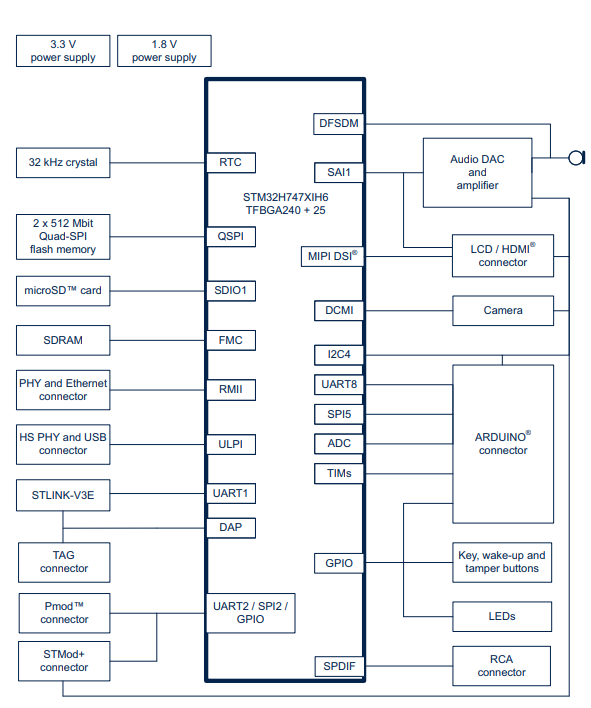 3.3 V
power supply
1.8 V
power supply
DFSDM
32 kHz crystal
RTC
SAI1
Audio DAC
and
amplifier
STM32H747XIH6
TFBGA240 + 25
2 x 512 Mbit
Quad-SPI
flash memory
QSPI
MIPI DSI®
LCD / HDMI®
connector
microSD™ card
SDIO1
DCMI
Camera
SDRAM
FMC
I2C4
PHY and Ethernet
connector
RMII
UART8
SPI5
ARDUINO®
connector
HS PHY and USB
connector
ULPI
ADC
TIMs
STLINK-V3E
UART1
DAP
TAG
connector
GPIO
Key, wake-up and
tamper buttons
Pmod™
connector
UART2 / SPI2 /
GPIO
LEDs
STMod+
connector
SPDIF
RCA
connector